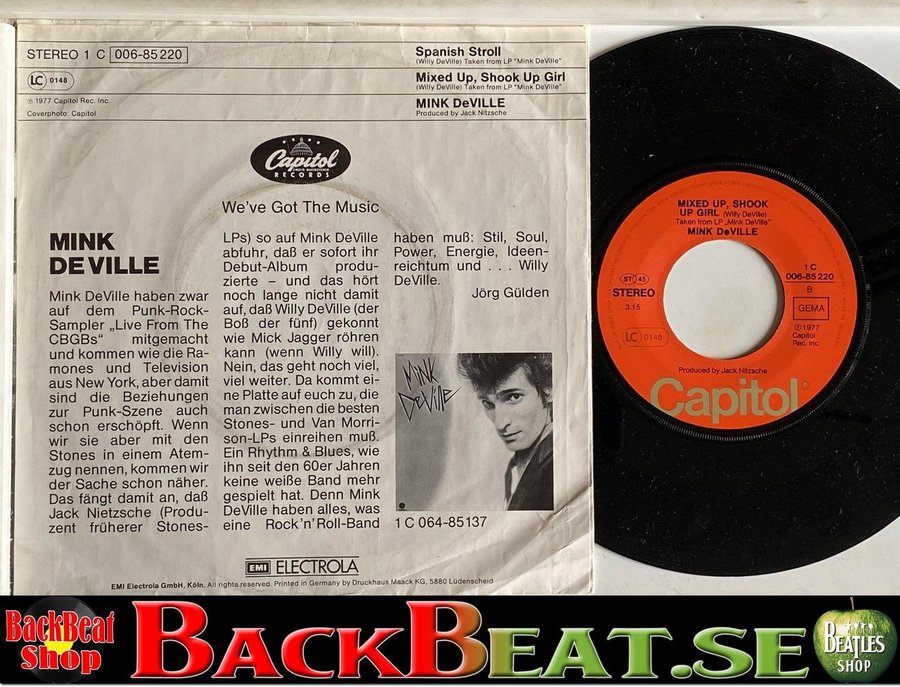 STEREO 1 C 006-85 220
LC 0148
℗ 1977 Capitol Rec. Inc.
Coverphoto: Capitol
Spanish Stroll
(Willy DeVille) Taken from LP "Mink DeVille"
Mixed Up, Shook Up Girl
(Willy DeVille) Taken from LP "Mink DeVille"
MINK DeVILLE
Produced by Jack Nitzsche
Capitol
RECORDS
We've Got The Music
MINK
DE VILLE
Mink DeVille haben zwar
auf dem Punk-Rock-
Sampler „Live From The
CBGBs" mitgemacht
und kommen wie die Ra-
mones und Television
aus New York, aber damit
sind die Beziehungen
zur Punk-Szene auch
schon erschöpft. Wenn
wir sie aber mit den
Stones in einem Atem-
zug nennen, kommen wir
der Sache schon näher.
Das fängt damit an, daß
Jack Nietzsche (Produ-
zent früherer Stones-
LPs) so auf Mink DeVille
abfuhr, daß er sofort ihr
Debut-Album produ-
zierte – und das hört
noch lange nicht damit
auf, daß Willy DeVille (der
Boß der fünf) gekonnt
wie Mick Jagger röhren
kann (wenn Willy will).
Nein, das geht noch viel,
viel weiter. Da kommt ei-
ne Platte auf euch zu, die
man zwischen die besten
Stones- und Van Morri-
son-LPs einreihen muß.
Ein Rhythm & Blues, wie
ihn seit den 60er Jahren
keine weiße Band mehr
gespielt hat. Denn Mink
DeVille haben alles, was
eine Rock'n'Roll-Band
haben muß: Stil, Soul,
Power, Energie, Ideen-
reichtum und . . . Willy
DeVille.
Jörg Gülden
MINK
DeVille
1 C 064-85 137
EMI ELECTROLA
EMI Electrola GmbH, Köln. All rights reserved. Printed in Germany by Druckhaus Maack KG, 5880 Lüdenscheid
MIXED UP, SHOOK
UP GIRL (Willy DeVille)
Taken from LP „Mink DeVille"
MINK DeVILLE
ST 45
STEREO
3.15
LC 0148
1 C
006-85 220
B
GEMA
℗ 1977
Capitol
Rec. Inc.
Produced by Jack Nitzsche
Capitol
BackBeat
Shop
BACKBEAT.SE
BEATLES
SHOP